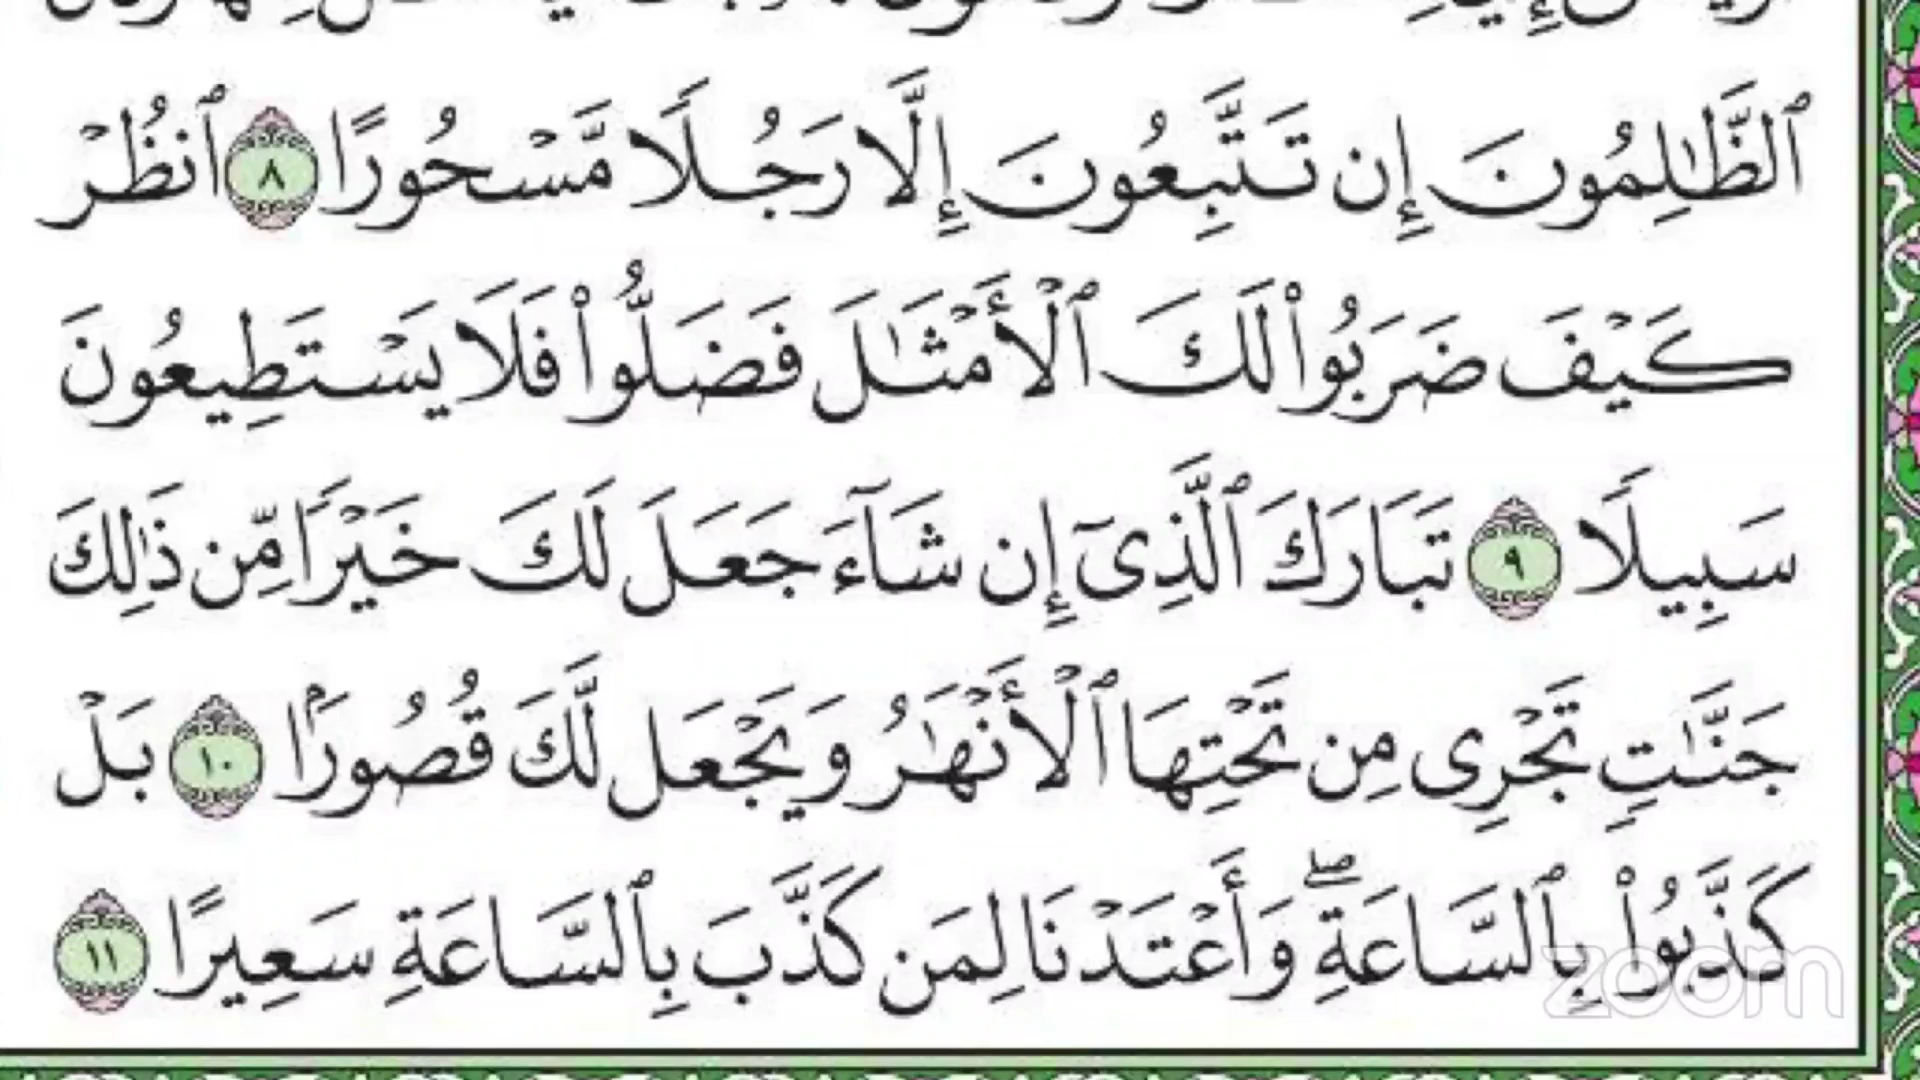 ٱلظَّٰلِمُونَ إِن تَتَّبِعُونَ إِلَّا رَجُلًا مَّسْحُورًا ٨ ٱنظُرْ
كَيْفَ ضَرَبُوا۟ لَكَ ٱلْأَمْثَٰلَ فَضَلُّوا۟ فَلَا يَسْتَطِيعُونَ
سَبِيلًا ٩ تَبَارَكَ ٱلَّذِىٓ إِن شَآءَ جَعَلَ لَكَ خَيْرًا مِّن ذَٰلِكَ
جَنَّٰتٍ تَجْرِى مِن تَحْتِهَا ٱلْأَنْهَٰرُ وَيَجْعَل لَّكَ قُصُورًۢا ١٠ بَلْ
كَذَّبُوا۟ بِٱلسَّاعَةِ ۖ وَأَعْتَدْنَا لِمَن كَذَّبَ بِٱلسَّاعَةِ سَعِيرًا ١١
zoom